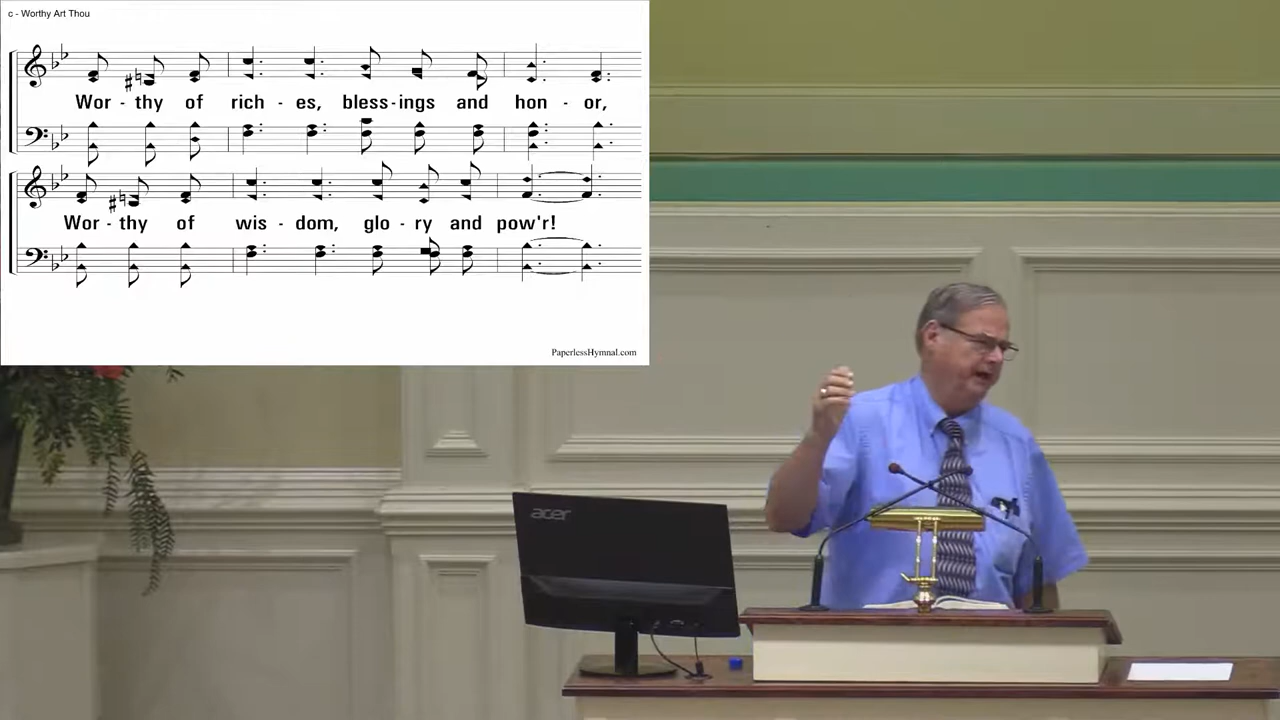 c - Worthy Art Thou
Wor - thy of rich - es, bless - ings and hon - or,
Wor - thy of wis - dom, glo - ry and pow'r!
PaperlessHymnal.com
acer